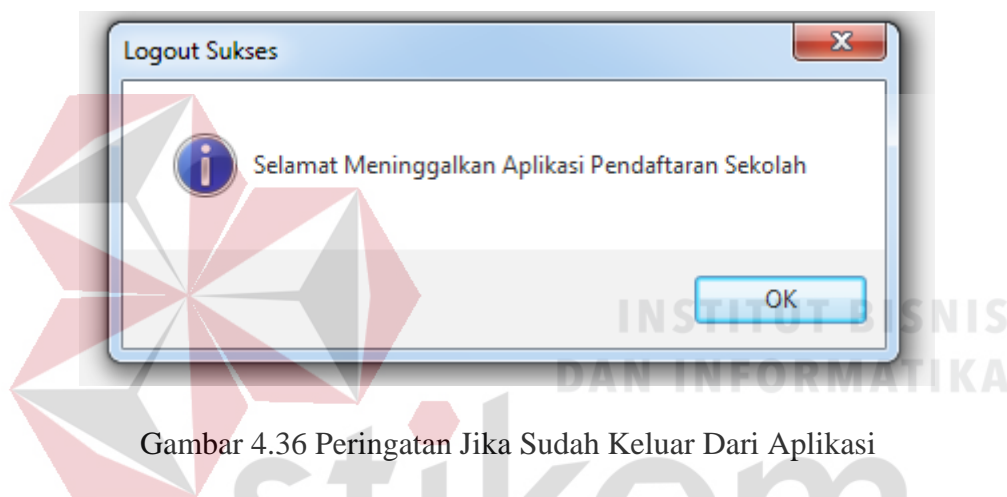 Logout Sukses
Selamat Meninggalkan Aplikasi Pendaftaran Sekolah
OK
INSTITUT BISNIS
DAN INFORMATIKA
Gambar 4.36 Peringatan Jika Sudah Keluar Dari Aplikasi
stikom